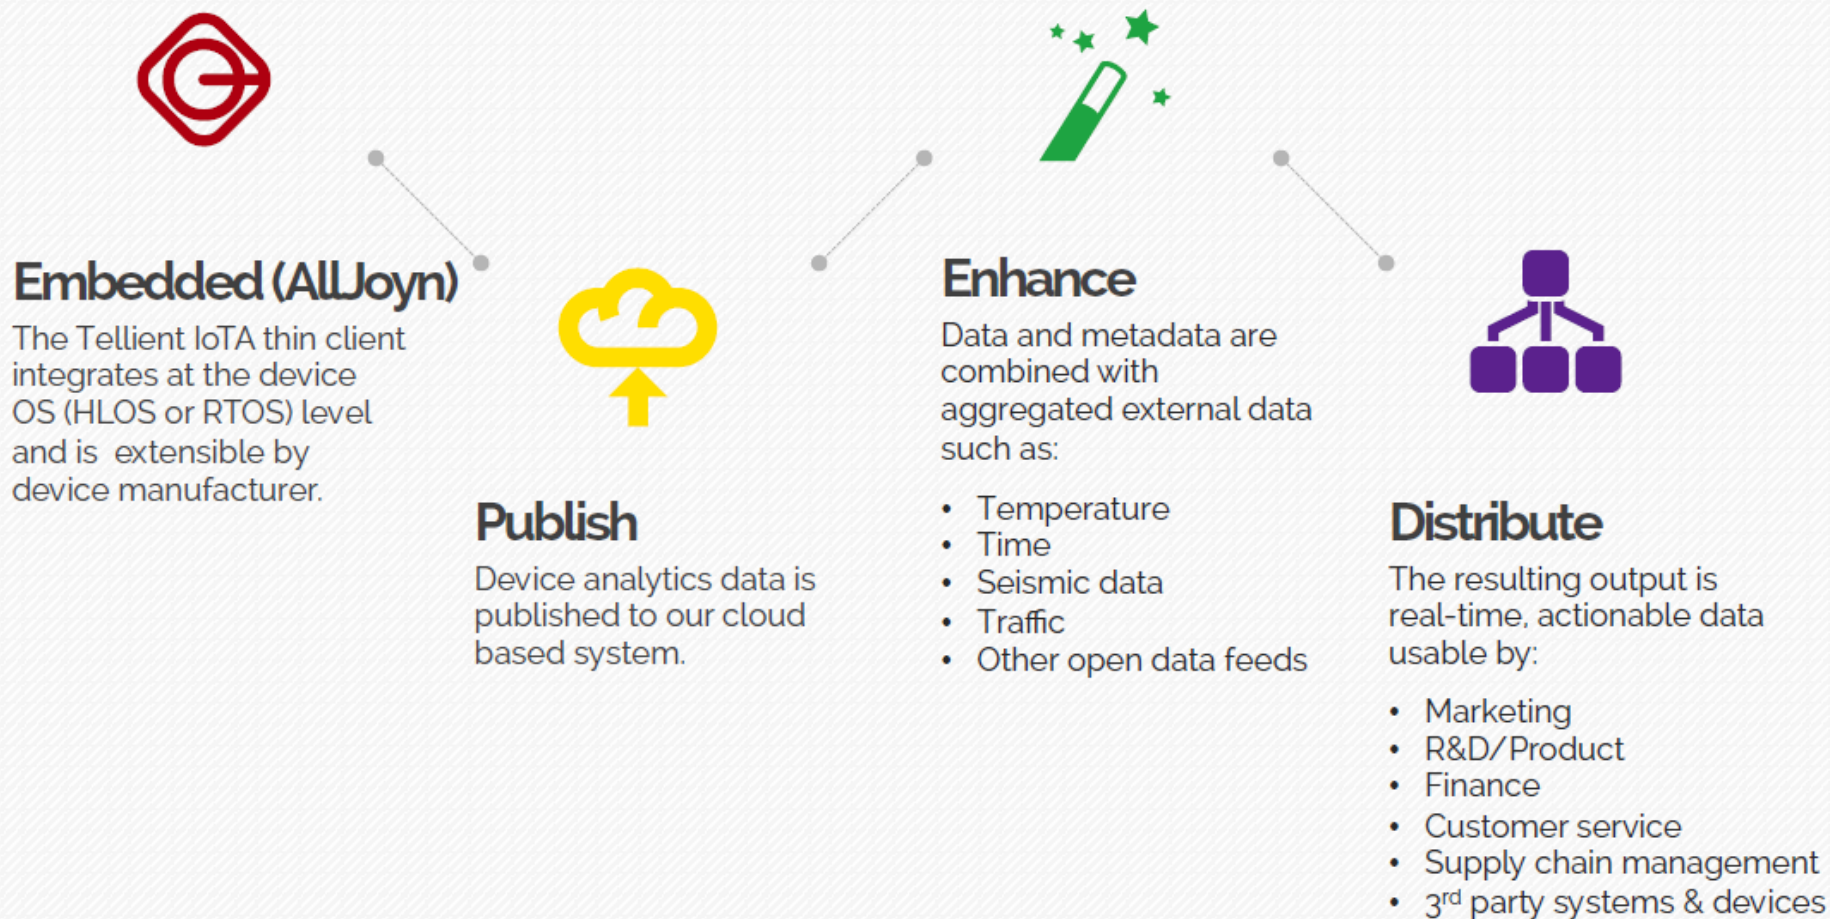 Embedded (AllJoyn)
The Tellient IoTA thin client
integrates at the device
OS (HLOS or RTOS) level
and is extensible by
device manufacturer.
Publish
Device analytics data is
published to our cloud
based system.
Enhance
Data and metadata are
combined with
aggregated external data
such as:
• Temperature
• Time
• Seismic data
• Traffic
• Other open data feeds
Distribute
The resulting output is
real-time, actionable data
usable by:
• Marketing
• R&D/Product
• Finance
• Customer service
• Supply chain management
• 3rd party systems & devices